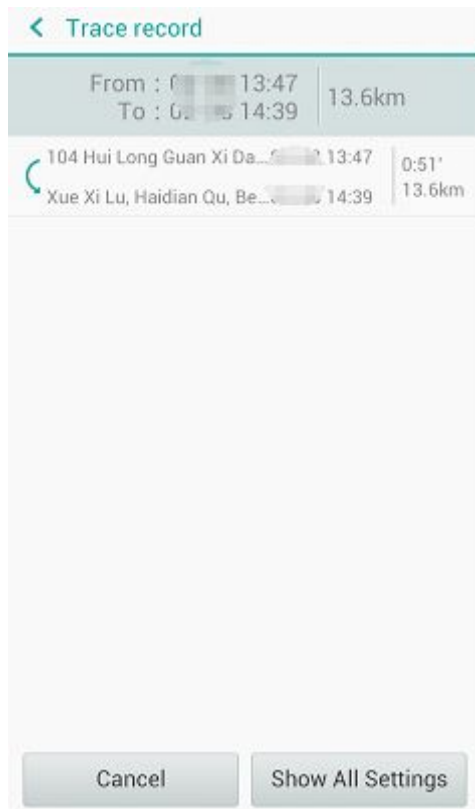 Trace record
From : 13:47
To : 14:39
13.6km
104 Hui Long Guan Xi Da... 13:47
Xue Xi Lu, Haidian Qu, Be... 14:39
0:51'
13.6km
Cancel
Show All Settings